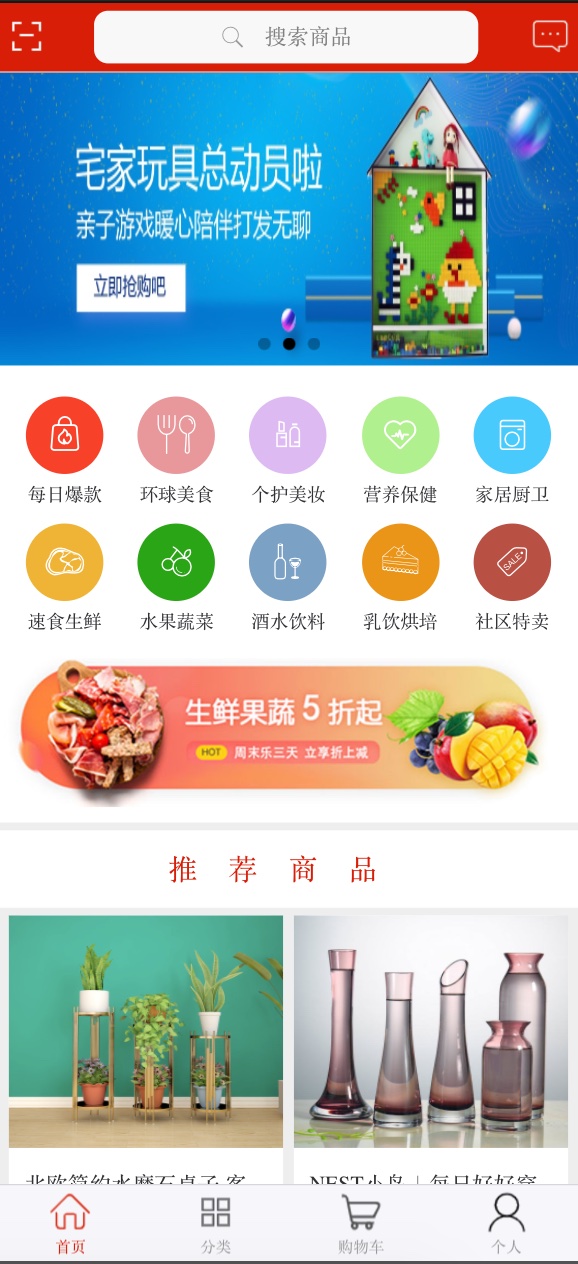 搜索商品
宅家玩具总动员啦
亲子游戏暖心陪伴打发无聊
立即抢购吧
每日爆款 环球美食 个护美妆 营养保健 家居厨卫
SALE
速食生鲜 水果蔬菜 酒水饮料 乳饮烘培 社区特卖
生鲜果蔬 5 折起
HOT 周末乐三天 立享折上减
推荐商品
北欧简约水磨石桌子 客
NEST小鸟 | 每日好好穿
首页 分类 购物车 个人